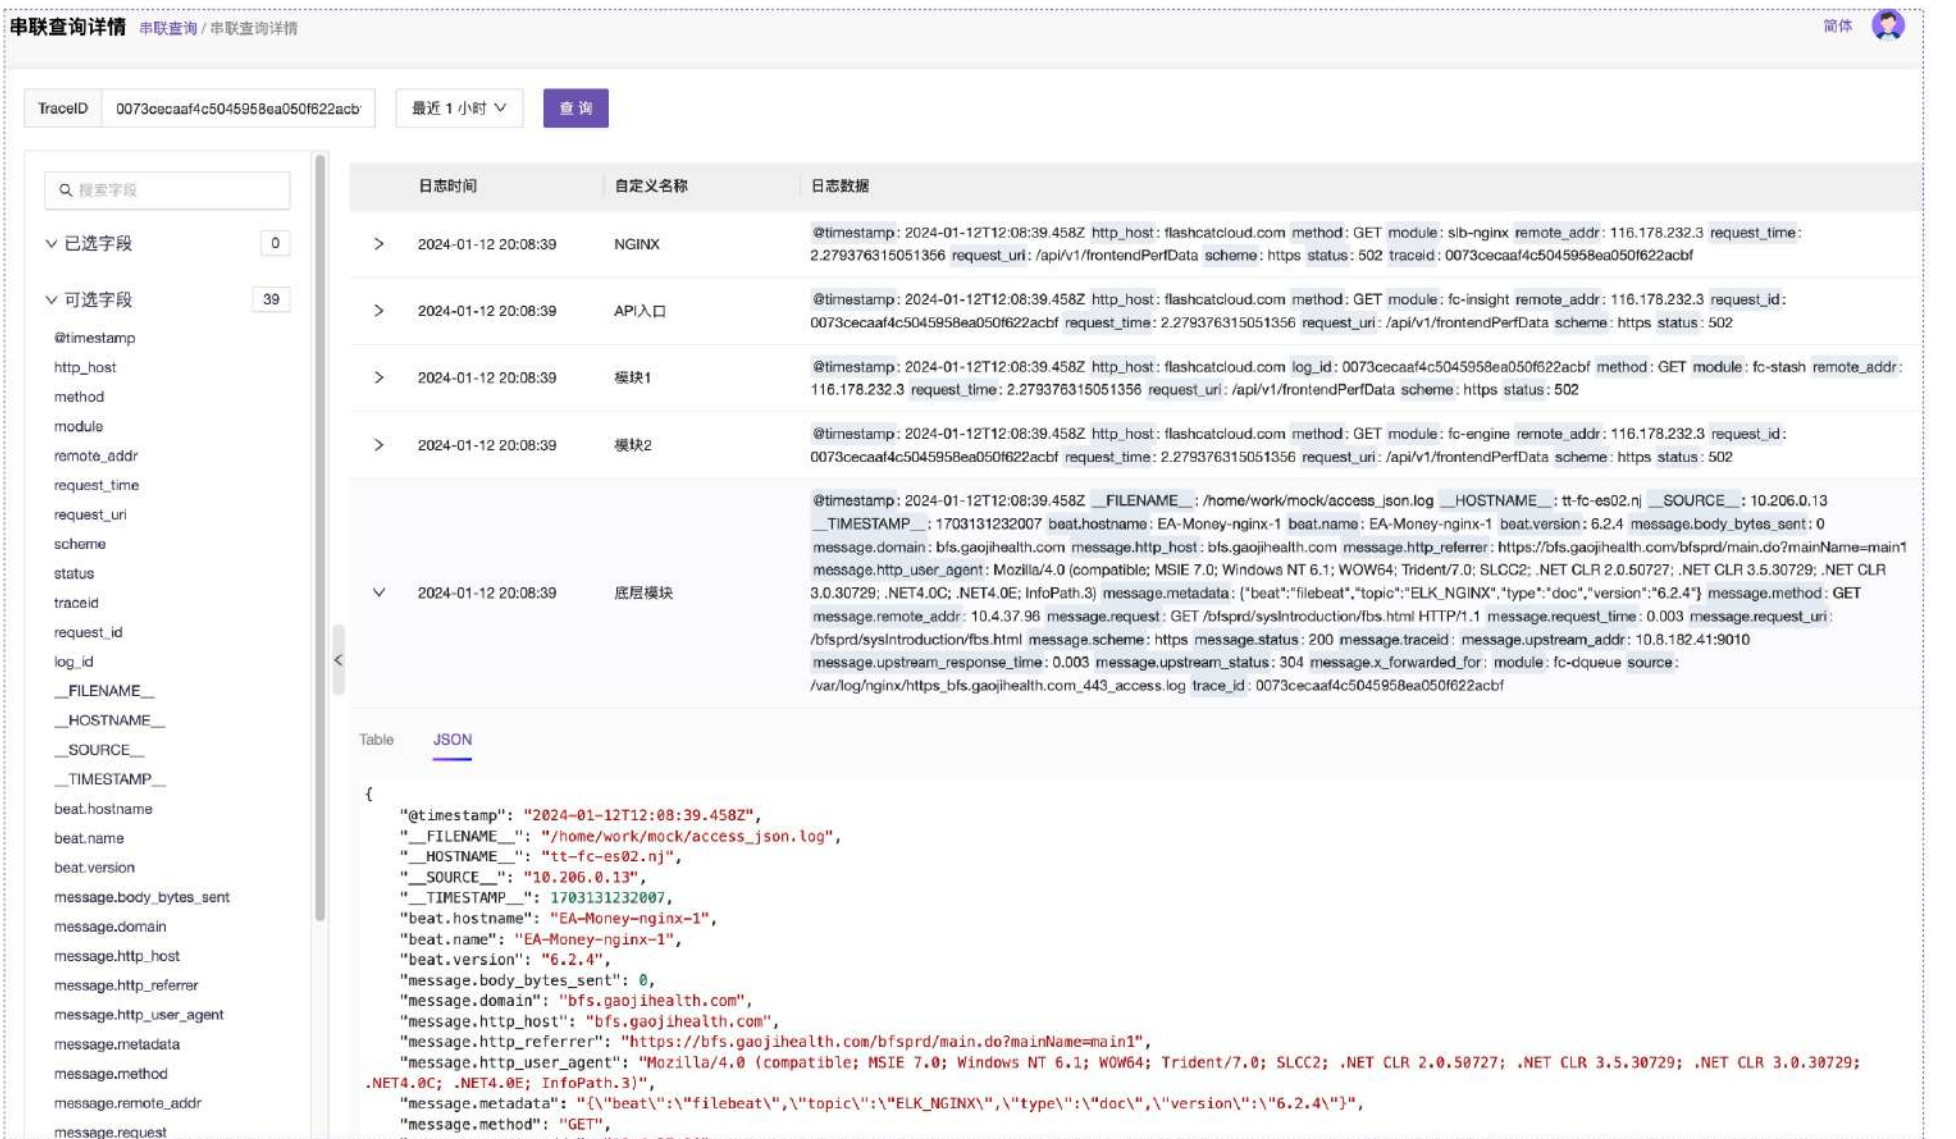 串联查询详情 串联查询 / 串联查询详情 简体
TraceID 0073cecaaf4c5045958ea050f622acb 最近 1 小时 查 询
搜索字段
已选字段 0
可选字段 39
@timestamp
http_host
method
module
remote_addr
request_time
request_uri
scheme
status
traceid
request_id
log_id
__FILENAME__
__HOSTNAME__
__SOURCE__
__TIMESTAMP__
beat.hostname
beat.name
beat.version
message.body_bytes_sent
message.domain
message.http_host
message.http_referrer
message.http_user_agent
message.metadata
message.method
message.remote_addr
message.request
日志时间 自定义名称 日志数据
2024-01-12 20:08:39 NGINX
@timestamp : 2024-01-12T12:08:39.458Z http_host : flashcatcloud.com method : GET module : slb-nginx remote_addr : 116.178.232.3 request_time :
2.279376315051356 request_uri : /api/v1/frontendPerfData scheme : https status : 502 traceid : 0073cecaaf4c5045958ea050f622acbf
2024-01-12 20:08:39 API入口
@timestamp : 2024-01-12T12:08:39.458Z http_host : flashcatcloud.com method : GET module : fc-insight remote_addr : 116.178.232.3 request_id :
0073cecaaf4c5045958ea050f622acbf request_time : 2.279376315051356 request_uri : /api/v1/frontendPerfData scheme : https status : 502
2024-01-12 20:08:39 模块1
@timestamp : 2024-01-12T12:08:39.458Z http_host : flashcatcloud.com log_id : 0073cecaaf4c5045958ea050f622acbf method : GET module : fc-stash remote_addr :
116.178.232.3 request_time : 2.279376315051356 request_uri : /api/v1/frontendPerfData scheme : https status : 502
2024-01-12 20:08:39 模块2
@timestamp : 2024-01-12T12:08:39.458Z http_host : flashcatcloud.com method : GET module : fc-engine remote_addr : 116.178.232.3 request_id :
0073cecaaf4c5045958ea050f622acbf request_time : 2.279376315051356 request_uri : /api/v1/frontendPerfData scheme : https status : 502
2024-01-12 20:08:39 底层模块
@timestamp : 2024-01-12T12:08:39.458Z __FILENAME__ : /home/work/mock/access_json.log __HOSTNAME__ : tt-fc-es02.nj __SOURCE__ : 10.206.0.13
__TIMESTAMP__ : 1703131232007 beat.hostname : EA-Money-nginx-1 beat.name : EA-Money-nginx-1 beat.version : 6.2.4 message.body_bytes_sent : 0
message.domain : bfs.gaojihealth.com message.http_host : bfs.gaojihealth.com message.http_referrer : https://bfs.gaojihealth.com/bfsprd/main.do?mainName=main1
message.http_user_agent : Mozilla/4.0 (compatible; MSIE 7.0; Windows NT 6.1; WOW64; Trident/7.0; SLCC2; .NET CLR 2.0.50727; .NET CLR 3.5.30729; .NET CLR
3.0.30729; .NET4.0C; .NET4.0E; InfoPath.3) message.metadata : {"beat":"filebeat","topic":"ELK_NGINX","type":"doc","version":"6.2.4"} message.method : GET
message.remote_addr : 10.4.37.96 message.request : GET /bfsprd/sysIntroduction/fbs.html HTTP/1.1 message.request_time : 0.003 message.request_uri :
/bfsprd/sysIntroduction/fbs.html message.scheme : https message.status : 200 message.traceid : message.upstream_addr : 10.8.182.41:9010
message.upstream_response_time : 0.003 message.upstream_status : 304 message.x_forwarded_for : module : fc-dqueue source :
/var/log/nginx/https_bfs.gaojihealth.com_443_access.log trace_id : 0073cecaaf4c5045958ea050f622acbf
Table JSON
{
"@timestamp": "2024-01-12T12:08:39.458Z",
"__FILENAME__": "/home/work/mock/access_json.log",
"__HOSTNAME__": "tt-fc-es02.nj",
"__SOURCE__": "10.206.0.13",
"__TIMESTAMP__": 1703131232007,
"beat.hostname": "EA-Money-nginx-1",
"beat.name": "EA-Money-nginx-1",
"beat.version": "6.2.4",
"message.body_bytes_sent": 0,
"message.domain": "bfs.gaojihealth.com",
"message.http_host": "bfs.gaojihealth.com",
"message.http_referrer": "https://bfs.gaojihealth.com/bfsprd/main.do?mainName=main1",
"message.http_user_agent": "Mozilla/4.0 (compatible; MSIE 7.0; Windows NT 6.1; WOW64; Trident/7.0; SLCC2; .NET CLR 2.0.50727; .NET CLR 3.5.30729; .NET CLR 3.0.30729;
.NET4.0C; .NET4.0E; InfoPath.3)",
"message.metadata": "{\"beat\":\"filebeat\",\"topic\":\"ELK_NGINX\",\"type\":\"doc\",\"version\":\"6.2.4\"}",
"message.method": "GET",